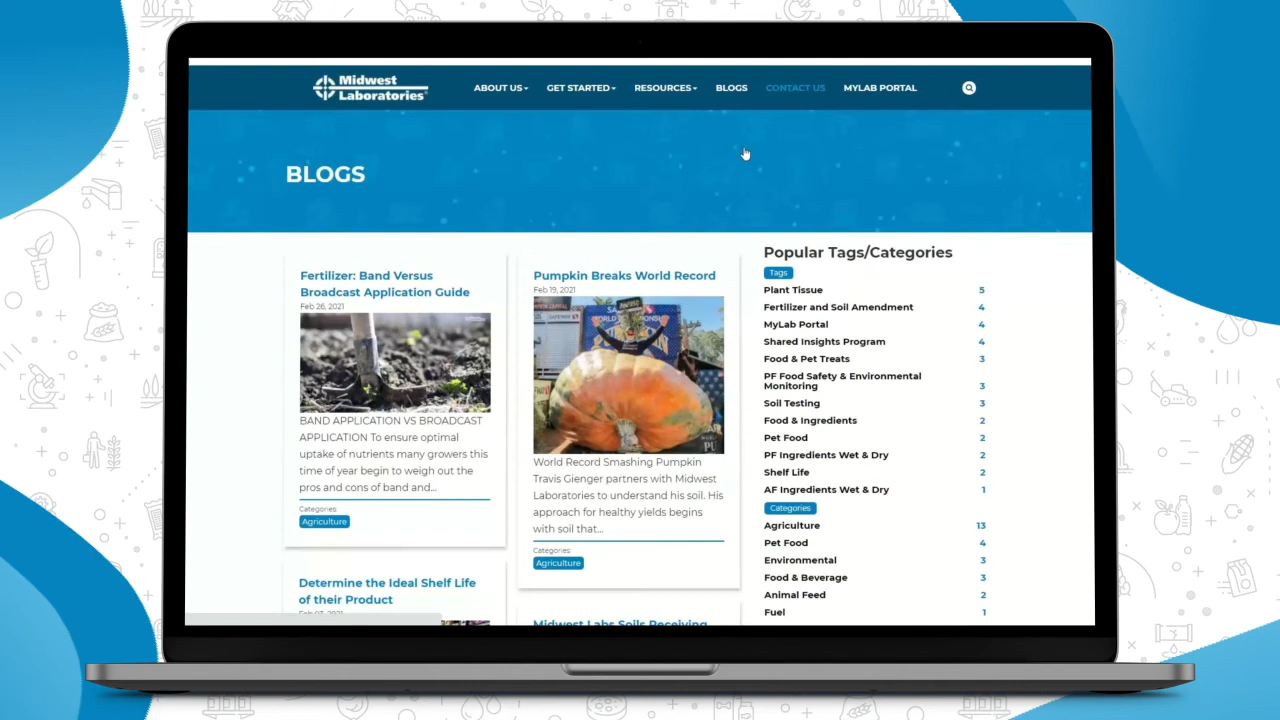 Midwest
Laboratories®
ABOUT US
GET STARTED
RESOURCES
BLOGS
CONTACT US
MYLAB PORTAL
BLOGS
Fertilizer: Band Versus
Broadcast Application Guide
Feb 26, 2021
BAND APPLICATION VS BROADCAST
APPLICATION To ensure optimal
uptake of nutrients many growers this
time of year begin to weigh out the
pros and cons of band and...
Categories:
Agriculture
Determine the Ideal Shelf Life
of their Product
Feb 03, 2021
Pumpkin Breaks World Record
Feb 19, 2021
PU
World Record Smashing Pumpkin
Travis Gienger partners with Midwest
Laboratories to understand his soil. His
approach for healthy yields begins
with soil that...
Categories:
Agriculture
Midwest Labs Soils Receiving
Popular Tags/Categories
Tags
Plant Tissue 5
Fertilizer and Soil Amendment 4
MyLab Portal 4
Shared Insights Program 4
Food & Pet Treats 3
PF Food Safety & Environmental
Monitoring 3
Soil Testing 3
Food & Ingredients 2
Pet Food 2
PF Ingredients Wet & Dry 2
Shelf Life 2
AF Ingredients Wet & Dry 1
Categories
Agriculture 13
Pet Food 4
Environmental 3
Food & Beverage 3
Animal Feed 2
Fuel 1